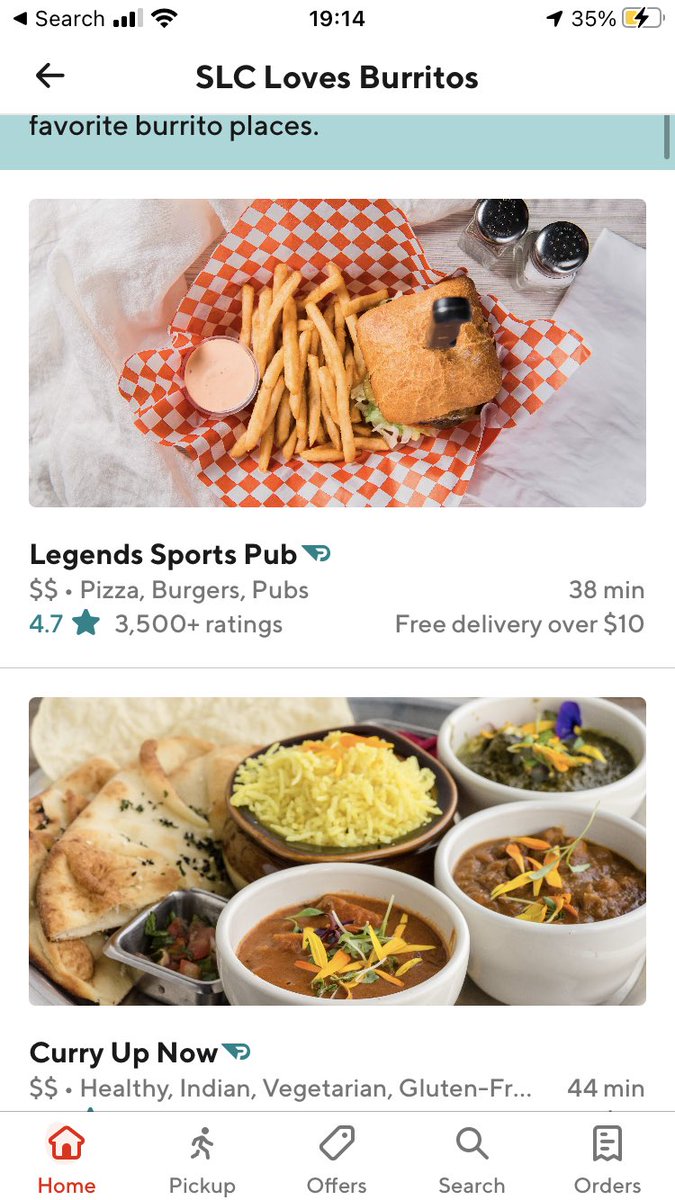 Search
19:14
35%
SLC Loves Burritos
favorite burrito places.
Legends Sports Pub
$$ • Pizza, Burgers, Pubs
38 min
4.7 ★ 3,500+ ratings
Free delivery over $10
Curry Up Now
$$ • Healthy, Indian, Vegetarian, Gluten-Fr...
44 min
Home
Pickup
Offers
Search
Orders